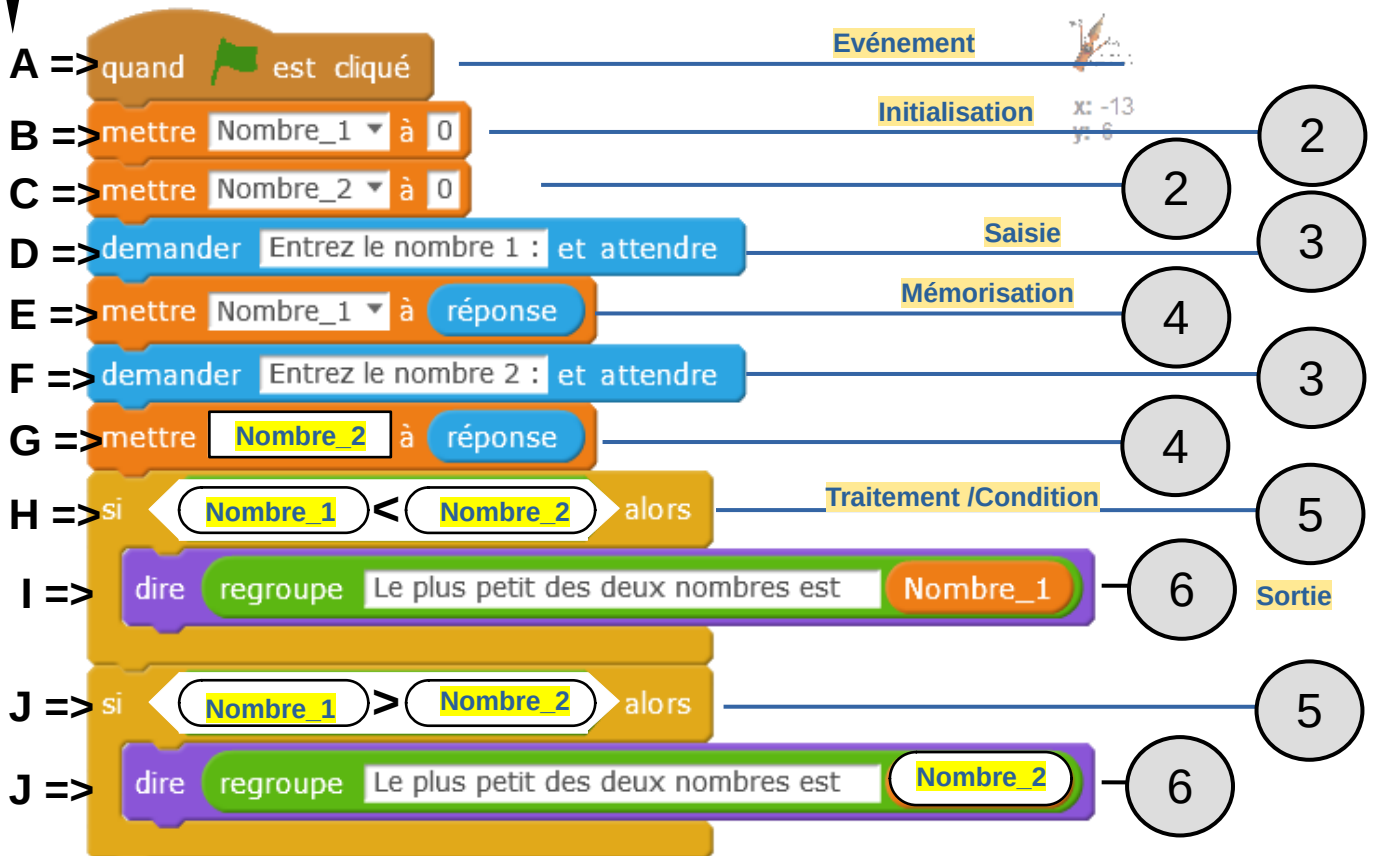 A => quand est cliqué Evénement
B => mettre Nombre_1 à 0 Initialisation x: -13 2
y: 6
C => mettre Nombre_2 à 0 2
D => demander Entrez le nombre 1 : et attendre Saisie 3
E => mettre Nombre_1 à réponse Mémorisation 4
F => demander Entrez le nombre 2 : et attendre 3
G => mettre Nombre_2 à réponse 4
H => si Nombre_1 < Nombre_2 alors Traitement /Condition 5
I => dire regroupe Le plus petit des deux nombres est Nombre_1 6 Sortie
J => si Nombre_1 > Nombre_2 alors 5
J => dire regroupe Le plus petit des deux nombres est Nombre_2 6